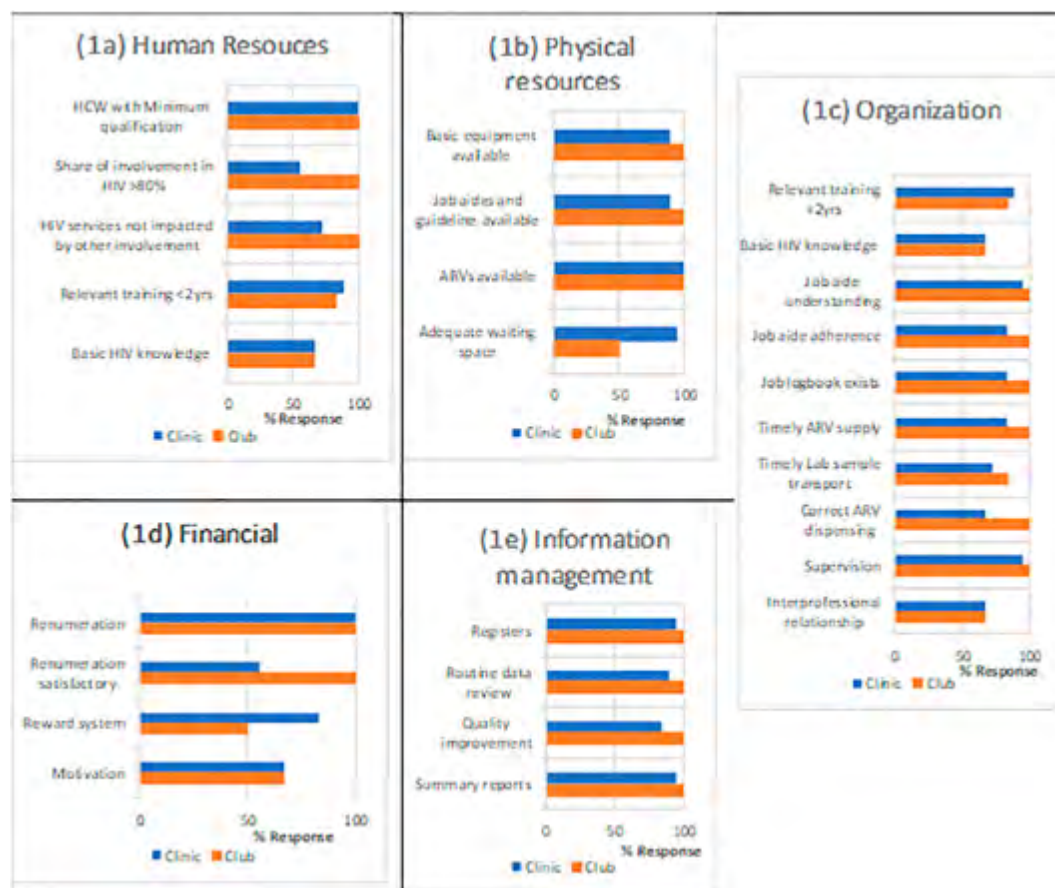 (1a) Human Resouces
HCW with Minimum
qualification
Share of involvement in
HIV >80%
HIV services not impacted
by other involvement
Relevant training <2yrs
Basic HIV knowledge
0 50 100
% Response
Clinic Club
(1b) Physical
resources
Basic equipment
available
Job aides and
guideline, available
ARVs available
Adequate waiting
space
0 50 100
% Response
Clinic Club
(1c) Organization
Relevant training
<2yrs
Basic HIV knowledge
Job aide
understanding
Job aide adherence
Job logbook exists
Timely ARV supply
Timely Lab sample
transport
Correct ARV
dispensing
Supervision
Interprofessional
relationship
0 50 100
% Response
Clinic Club
(1d) Financial
Renumeration
Renumeration
satisfactory.
Reward system
Motivation
0 100
% Response
Clinic Club
(1e) Information
management
Registers
Routine data
review
Quality
improvement
Summary reports
0 50 100
% Response
Clinic Club